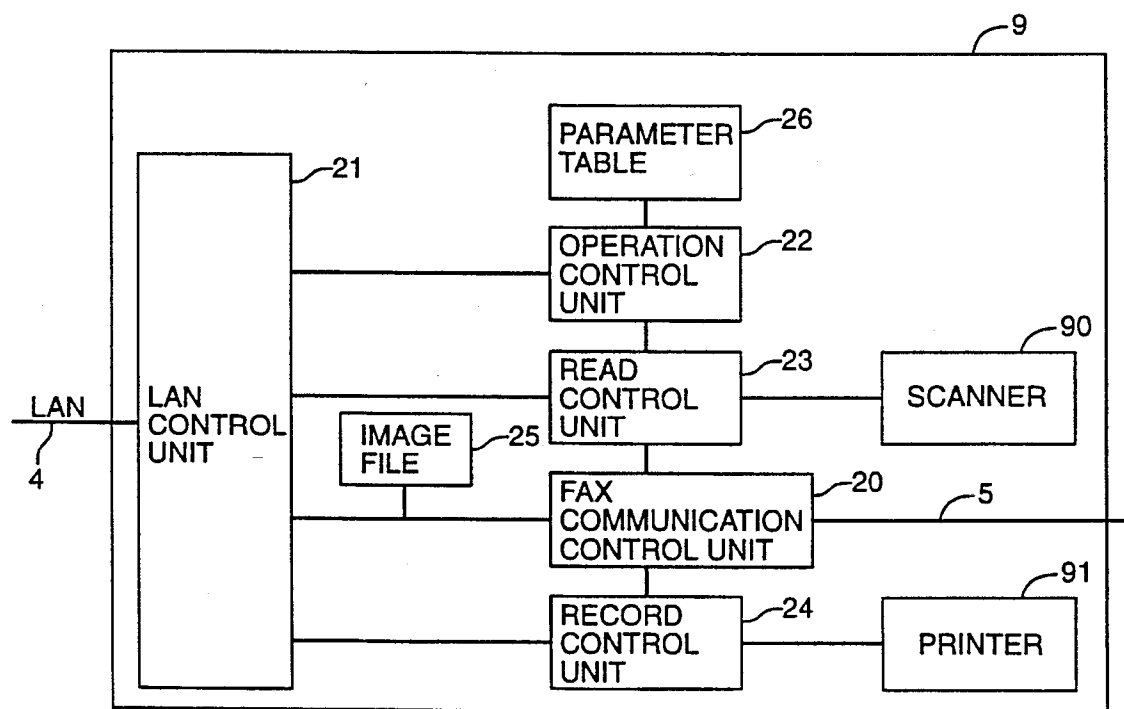 9
PARAMETER
TABLE
26
21
OPERATION
CONTROL
UNIT
22
READ
CONTROL
UNIT
23
90
SCANNER
LAN
4
LAN
CONTROL
UNIT
IMAGE
FILE
25
FAX
COMMUNICATION
CONTROL UNIT
20
5
RECORD
CONTROL
UNIT
24
91
PRINTER